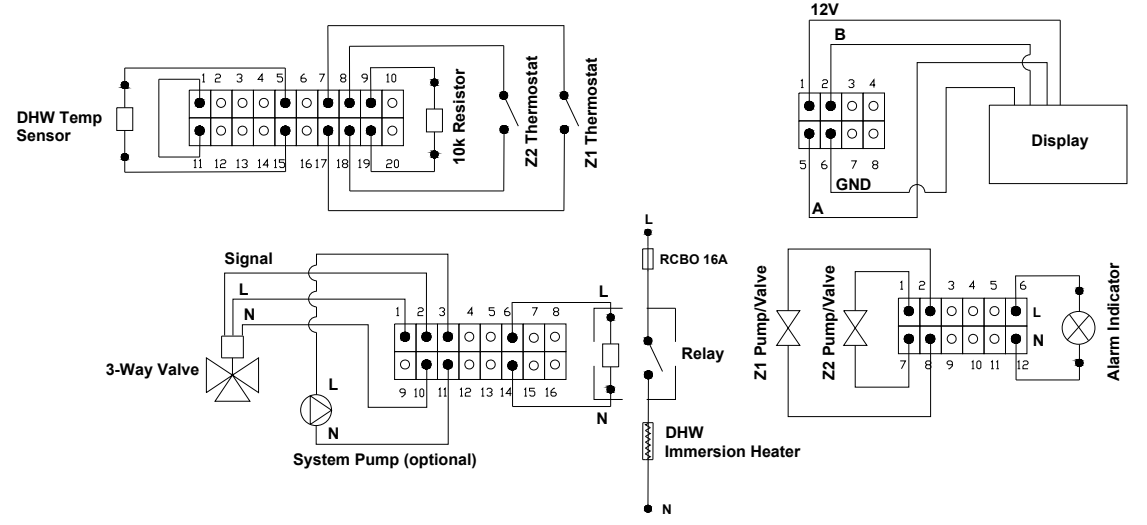 1 2 3 4 5 6 7 8 9 10
DHW Temp
Sensor
10k Resistor
Z2 Thermostat
Z1 Thermostat
11 12 13 14 15 16 17 18 19 20
12V
B
1 2 3 4
Display
5 6 7 8
GND
A
Signal
L
N
3-Way Valve
L
N
System Pump (optional)
1 2 3 4 5 6 7 8
9 10 11 12 13 14 15 16
L
N
L
RCBO 16A
Relay
DHW
Immersion Heater
N
Z1 Pump/Valve
Z2 Pump/Valve
1 2 3 4 5 6
L
N
7 8 9 10 11 12
Alarm Indicator